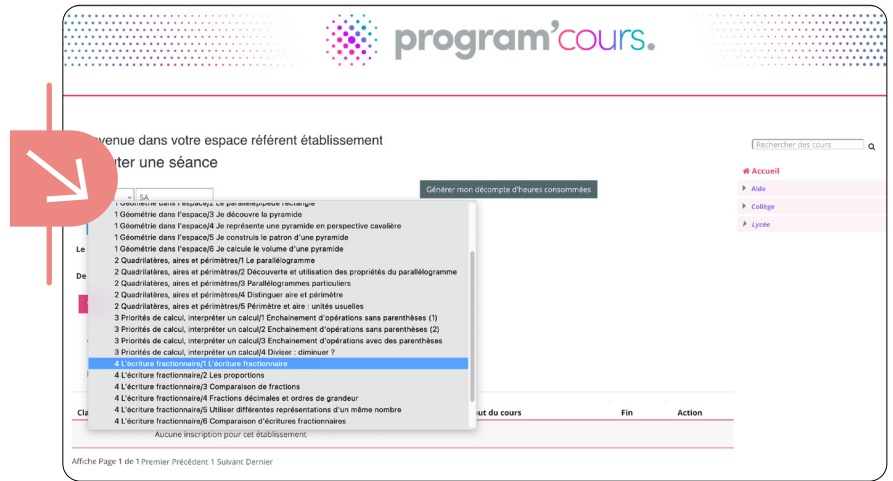 program'cours.
venue dans votre espace référent établissement
uter une séance
Rechercher des cours
Accueil
Aide
Collège
Lycée
5A
Générer mon décompte d'heures consommées
1 Géométrie dans l'espace/2 Le parallélépipède rectangle
1 Géométrie dans l'espace/3 Je découvre la pyramide
1 Géométrie dans l'espace/4 Je représente une pyramide en perspective cavalière
1 Géométrie dans l'espace/5 Je construis le patron d'une pyramide
1 Géométrie dans l'espace/6 Je calcule le volume d'une pyramide
2 Quadrilatères, aires et périmètres/1 Le parallélogramme
2 Quadrilatères, aires et périmètres/2 Découverte et utilisation des propriétés du parallélogramme
2 Quadrilatères, aires et périmètres/3 Parallélogrammes particuliers
2 Quadrilatères, aires et périmètres/4 Distinguer aire et périmètre
2 Quadrilatères, aires et périmètres/5 Périmètre et aire : unités usuelles
3 Priorités de calcul, interpréter un calcul/1 Enchainement d'opérations sans parenthèses (1)
3 Priorités de calcul, interpréter un calcul/2 Enchainement d'opérations sans parenthèses (2)
3 Priorités de calcul, interpréter un calcul/3 Enchainement d'opérations avec des parenthèses
3 Priorités de calcul, interpréter un calcul/4 Diviser : diminuer ?
4 L'écriture fractionnaire/1 L'écriture fractionnaire
4 L'écriture fractionnaire/2 Les proportions
4 L'écriture fractionnaire/3 Comparaison de fractions
4 L'écriture fractionnaire/4 Fractions décimales et ordres de grandeur
4 L'écriture fractionnaire/5 Utiliser différentes représentations d'un même nombre
4 L'écriture fractionnaire/6 Comparaison d'écritures fractionnaires
Le
De
Cla
ut du cours Fin Action
Aucune inscription pour cet établissement
Affiche Page 1 de 1 Premier Précédent 1 Suivant Dernier